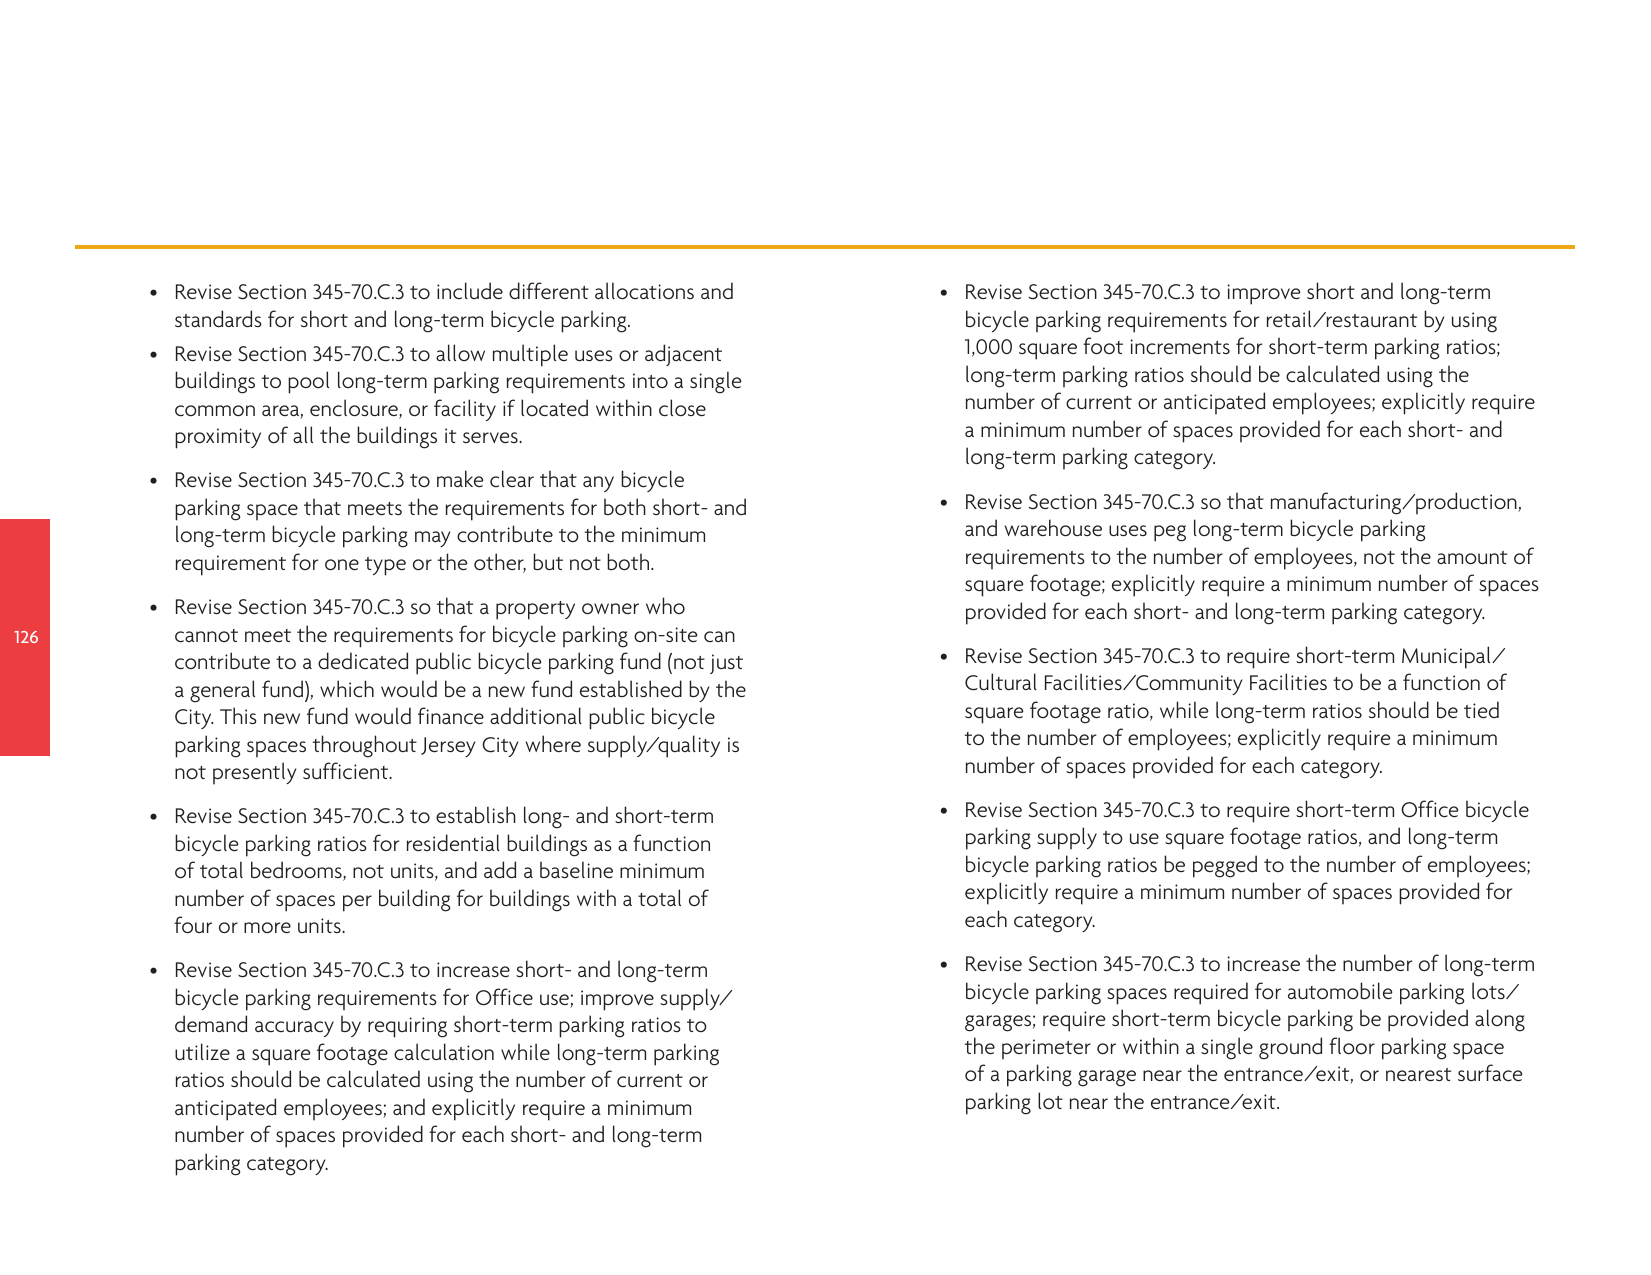 • Revise Section 345-70.C.3 to include different allocations and
standards for short and long-term bicycle parking.
• Revise Section 345-70.C.3 to allow multiple uses or adjacent
buildings to pool long-term parking requirements into a single
common area, enclosure, or facility if located within close
proximity of all the buildings it serves.
• Revise Section 345-70.C.3 to make clear that any bicycle
parking space that meets the requirements for both short- and
long-term bicycle parking may contribute to the minimum
requirement for one type or the other, but not both.
• Revise Section 345-70.C.3 so that a property owner who
cannot meet the requirements for bicycle parking on-site can
contribute to a dedicated public bicycle parking fund (not just
a general fund), which would be a new fund established by the
City. This new fund would finance additional public bicycle
parking spaces throughout Jersey City where supply/quality is
not presently sufficient.
• Revise Section 345-70.C.3 to establish long- and short-term
bicycle parking ratios for residential buildings as a function
of total bedrooms, not units, and add a baseline minimum
number of spaces per building for buildings with a total of
four or more units.
• Revise Section 345-70.C.3 to increase short- and long-term
bicycle parking requirements for Office use; improve supply/
demand accuracy by requiring short-term parking ratios to
utilize a square footage calculation while long-term parking
ratios should be calculated using the number of current or
anticipated employees; and explicitly require a minimum
number of spaces provided for each short- and long-term
parking category.
• Revise Section 345-70.C.3 to improve short and long-term
bicycle parking requirements for retail/restaurant by using
1,000 square foot increments for short-term parking ratios;
long-term parking ratios should be calculated using the
number of current or anticipated employees; explicitly require
a minimum number of spaces provided for each short- and
long-term parking category.
• Revise Section 345-70.C.3 so that manufacturing/production,
and warehouse uses peg long-term bicycle parking
requirements to the number of employees, not the amount of
square footage; explicitly require a minimum number of spaces
provided for each short- and long-term parking category.
• Revise Section 345-70.C.3 to require short-term Municipal/
Cultural Facilities/Community Facilities to be a function of
square footage ratio, while long-term ratios should be tied
to the number of employees; explicitly require a minimum
number of spaces provided for each category.
• Revise Section 345-70.C.3 to require short-term Office bicycle
parking supply to use square footage ratios, and long-term
bicycle parking ratios be pegged to the number of employees;
explicitly require a minimum number of spaces provided for
each category.
• Revise Section 345-70.C.3 to increase the number of long-term
bicycle parking spaces required for automobile parking lots/
garages; require short-term bicycle parking be provided along
the perimeter or within a single ground floor parking space
of a parking garage near the entrance/exit, or nearest surface
parking lot near the entrance/exit.
126